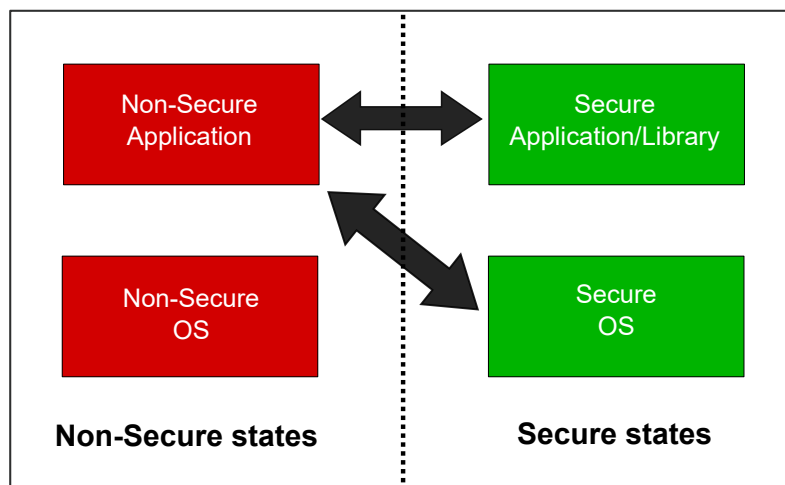 Non-Secure
Application
Secure
Application/Library
Non-Secure
OS
Secure
OS
Non-Secure states
Secure states